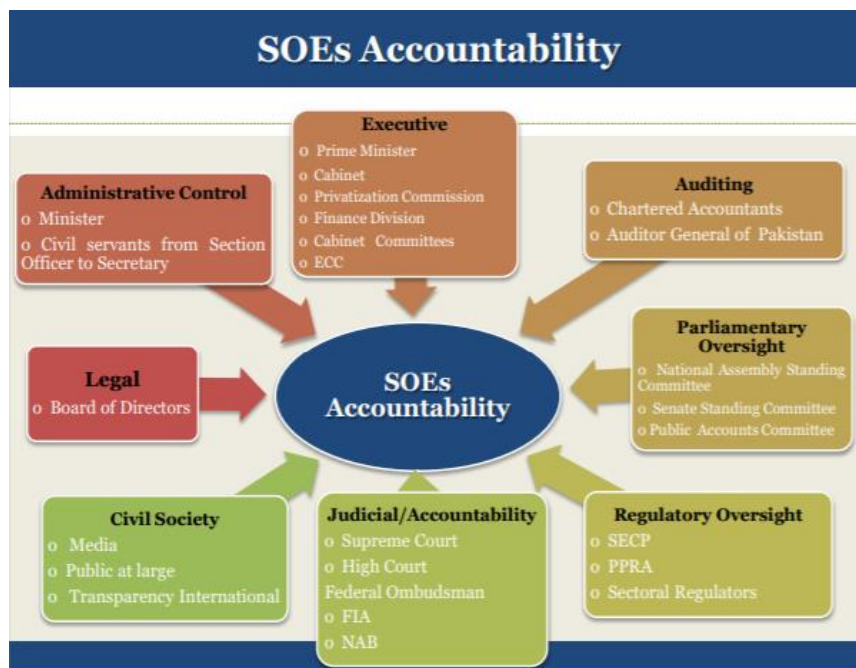 SOEs Accountability
Executive
o Prime Minister
o Cabinet
o Privatization Commission
o Finance Division
o Cabinet Committees
o ECC
Administrative Control
o Minister
o Civil servants from Section
Officer to Secretary
Auditing
o Chartered Accountants
o Auditor General of Pakistan
Legal
o Board of Directors
SOEs
Accountability
Parliamentary
Oversight
o National Assembly Standing
Committee
o Senate Standing Committee
o Public Accounts Committee
Civil Society
o Media
o Public at large
o Transparency International
Judicial/Accountability
o Supreme Court
o High Court
Federal Ombudsman
o FIA
o NAB
Regulatory Oversight
o SECP
o PPRA
o Sectoral Regulators